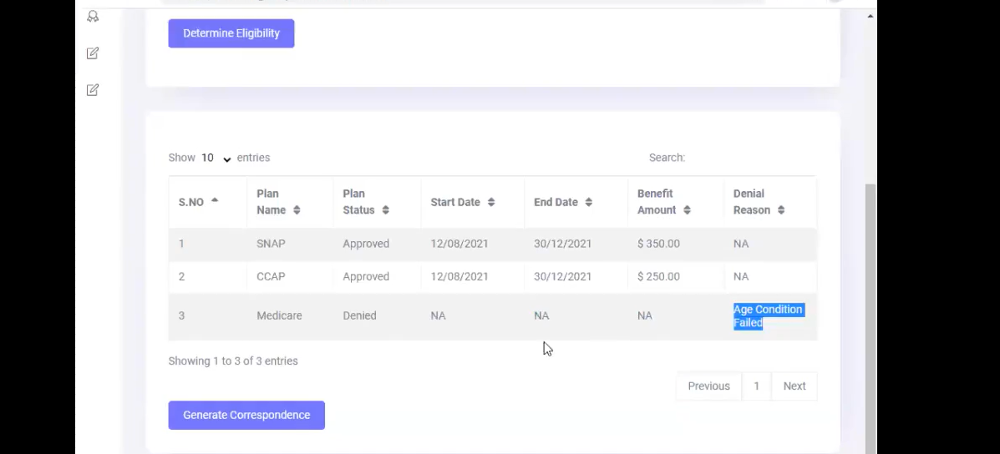 Determine Eligibility
Show 10 entries
Search:
S.NO Plan Name Plan Status Start Date End Date Benefit Amount Denial Reason
1 SNAP Approved 12/08/2021 30/12/2021 $ 350.00 NA
2 CCAP Approved 12/08/2021 30/12/2021 $ 250.00 NA
3 Medicare Denied NA NA NA Age Condition Failed
Showing 1 to 3 of 3 entries
Previous 1 Next
Generate Correspondence